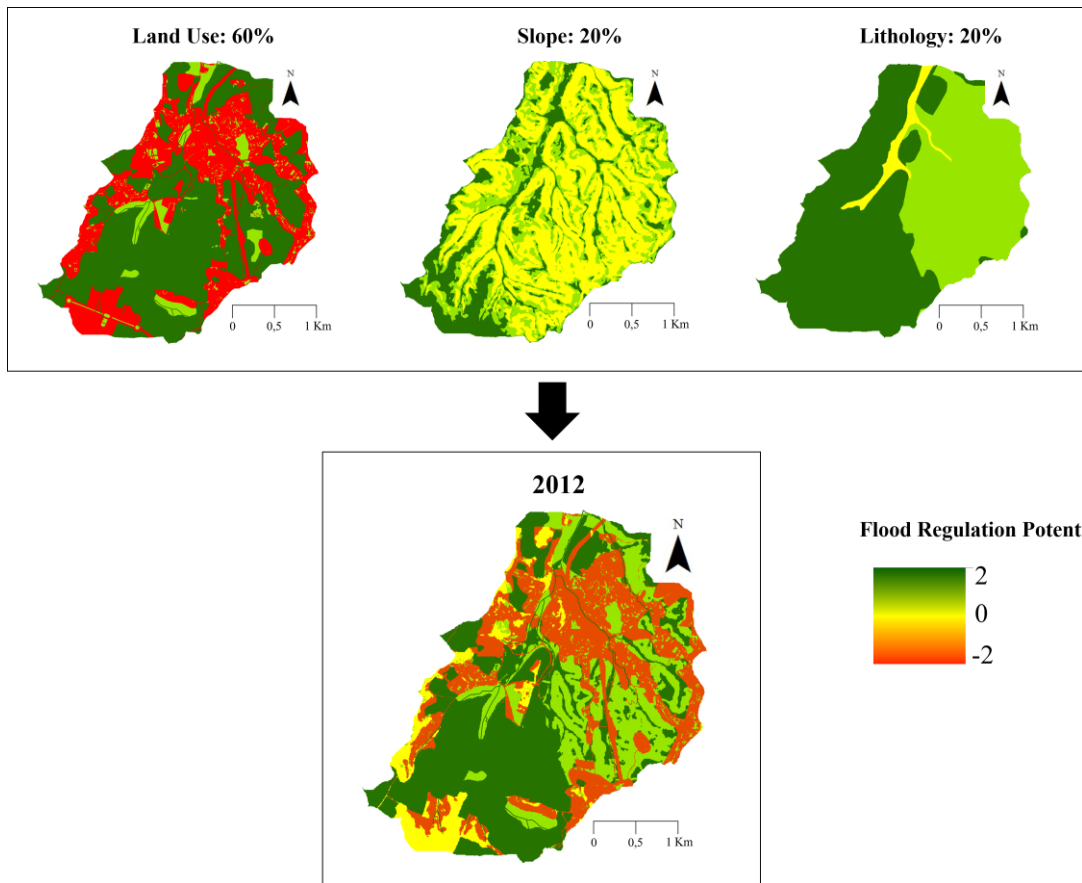 Land Use: 60%
Slope: 20%
Lithology: 20%
N
N
N
0 0,5 1 Km
0 0,5 1 Km
0 0,5 1 Km
2012
N
Flood Regulation Potent
2
0
-2
0 0,5 1 Km